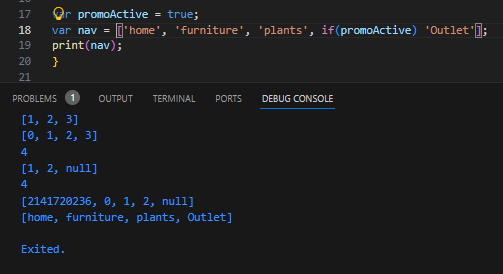 17 var promoActive = true;
18 var nav = ['home', 'furniture', 'plants', if(promoActive) 'Outlet'];
19 print(nav);
20 }
21
PROBLEMS 1 OUTPUT TERMINAL PORTS DEBUG CONSOLE
[1, 2, 3]
[0, 1, 2, 3]
4
[1, 2, null]
4
[2141720236, 0, 1, 2, null]
[home, furniture, plants, Outlet]
Exited.